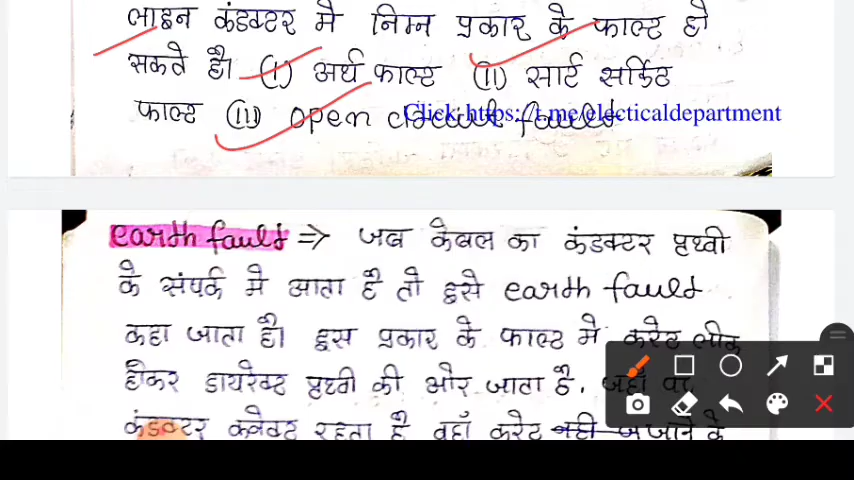 लाइन कंडक्टर मे निम्न प्रकार के फाल्ट हो
सकते है। (I) अर्थ फाल्ट (II) सार्ट सर्किट
फाल्ट (III) open circuit fault
Click https://t.me/electicaldepartment
earth fault ⇒ जब केबल का कंडक्टर पृथ्वी
के संपर्क मे आता है तो इसे earth fault
कहा जाता है। इस प्रकार के फाल्ट मे करेंट लीक
होकर डायरेक्ट पृथ्वी की ओर जाता है. जहाँ पर
कंडक्टर कनेक्ट रहता है वहाँ करेंट जाने के